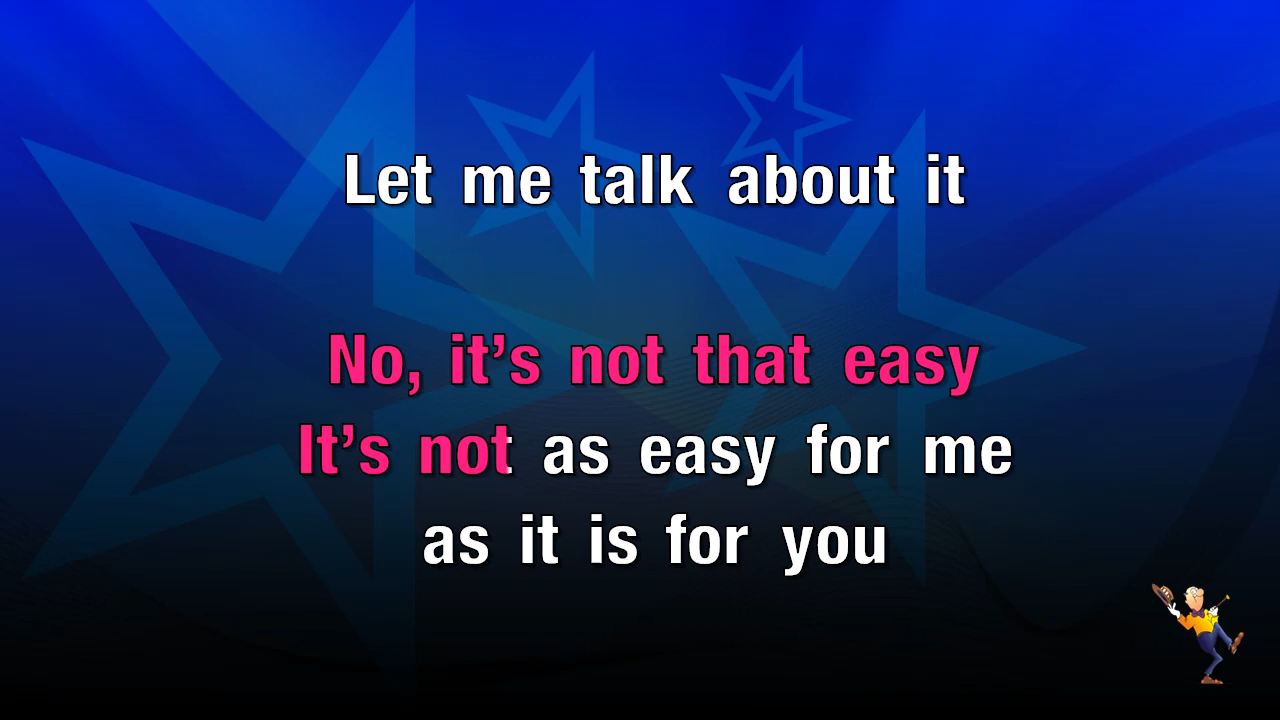 Let me talk about it
No, it’s not that easy
It’s not as easy for me
as it is for you